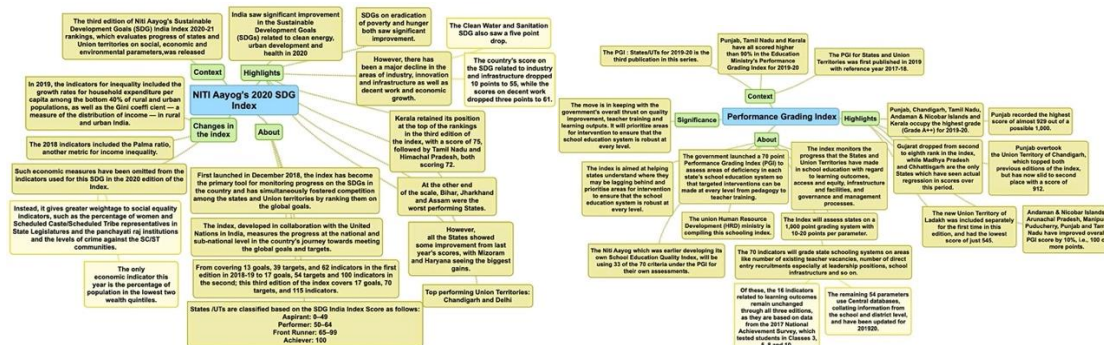 The third edition of Niti Aayog's Sustainable
Development Goals (SDG) India Index 2020-21
rankings, which evaluates progress of states and
Union territories on social, economic and
environmental parameters,was released
Context
India saw significant improvement
in the Sustainable
Development Goals
(SDGs) related to clean energy,
urban development and
health in 2020
SDGs on eradication
of poverty and hunger
both saw significant
improvement.
The Clean Water and Sanitation
SDG also saw a five point
drop.
However, there has
been a major decline in the
areas of industry, innovation
and infrastructure as well as
decent work and economic
growth.
The country's score on
the SDG related to industry
and infrastructure dropped
10 points to 55, while the
scores on decent work
dropped three points to 61.
Highlights
NITI Aayog's 2020 SDG
Index
In 2019, the indicators for inequality included the
growth rates for household expenditure per
capita among the bottom 40% of rural and urban
populations, as well as the Gini coeffi cient — a
measure of the distribution of income — in rural
and urban india.
Changes in
the index
The 2018 indicators included the Palma ratio,
another metric for income inequality.
Such economic measures have been omitted from the
indicators used for this SDG in the 2020 edition of the
Index.
Instead, it gives greater weightage to social equality
indicators, such as the percentage of women and
Scheduled Caste/Scheduled Tribe representatives in
State Legislatures and the panchayati raj institutions
and the levels of crime against the SC/ST
communities.
The only
economic indicator this
year is the percentage of
population in the lowest two
wealth quintiles.
About
First launched in December 2018, the index has become
the primary tool for monitoring progress on the SDGs in
the country and has simultaneously fostered competition
among the states and Union territories by ranking them on
the global goals.
The index, developed in collaboration with the United
Nations in India, measures the progress at the national and
sub-national level in the country's journey towards meeting
the global goals and targets.
From covering 13 goals, 39 targets, and 62 indicators in the first
edition in 2018-19 to 17 goals, 54 targets and 100 indicators in
the second; this third edition of the index covers 17 goals, 70
targets, and 115 indicators.
States /UTs are classified based on the SDG India Index Score as follows:
Aspirant: 0–49
Performer: 50–64
Front Runner: 65–99
Achiever: 100
Kerala retained its position
at the top of the rankings
in the third edition of
the index, with a score of 75,
followed by Tamil Nadu and
Himachal Pradesh, both
scoring 72.
At the other end
of the scale, Bihar, Jharkhand
and Assam were the
worst performing States.
However,
all the States showed
some improvement from last
year's scores, with Mizoram
and Haryana seeing the biggest
gains.
Top performing Union Territories:
Chandigarh and Delhi
The PGI : States/UTs for 2019-20 is the
third publication in this series.
Punjab, Tamil Nadu and Kerala
have all scored higher
than 90% in the Education
Ministry's Performance
Grading Index for
2019-20
The PGI for States and Union
Territories was first published in 2019
with reference year 2017-18.
Context
Performance Grading Index
Significance
The move is in keeping with the
government's overall thrust on quality
improvement, teacher training and
learning outputs. It will prioritize areas
for intervention to ensure that the
school education system is robust at
every level.
The index is aimed at helping
states understand where they
may be lagging behind and
prioritise areas for intervention
to ensure that the school
education system is robust
at every level.
The Niti Aayog which was earlier developing its
own School Education Quality Index, will be
using 33 of the 70 criteria under the PGI for
their own assessments.
About
The government launched a 70 point
Performance Grading Index (PGI) to
assess areas of deficiency in each
state's school education system so
that targeted interventions can be
made at every level from pedagogy to
teacher training.
The union Human Resource
Development (HRD) ministry is
compiling this schooling index.
The index monitors the
progress that the States and
Union Territories have made
in school education with regard
to learning outcomes,
access and equity, infrastructure
and facilities, and
governance and management
processes.
The index will assess states on a
1,000 point grading system with
10-20 points per parameter.
The 70 indicators will grade state schooling systems on areas
like number of existing teacher vacancies, number of direct
entry recruitments especially at leadership positions, school
infrastructure and so on.
Of these, the 16 indicators
related to learning outcomes
remain unchanged
through all three editions,
as they are based on data
from the 2017 National
Achievement Survey, which
tested students in Classes 3,
5, 8 and 10.
The remaining 54 parameters
use Central databases,
collating information from
the school and district level,
and have been updated for
201920.
Highlights
Punjab, Chandigarh, Tamil Nadu,
Andaman & Nicobar Islands and
Kerala occupy the highest grade
(Grade A++) for 2019-20.
Punjab recorded the highest
score of almost 929 out of a
possible 1,000.
Punjab overtook
the Union Territory of Chandigarh,
which topped both
previous editions of the index,
but has now slid to second
place with a score of
912.
Gujarat dropped from
second to eighth rank in the index,
while Madhya Pradesh
and Chhattisgarh are the only
States which have seen actual
regression in scores over
this period.
The new Union Territory of
Ladakh was included separately
for the first time in this
edition, and had the lowest
score of just 545.
Andaman & Nicobar Islands,
Arunachal Pradesh, Manipur,
Puducherry, Punjab and Tamil
Nadu have improved overall
PGI score by 10%, i.e., 100 or
more points.